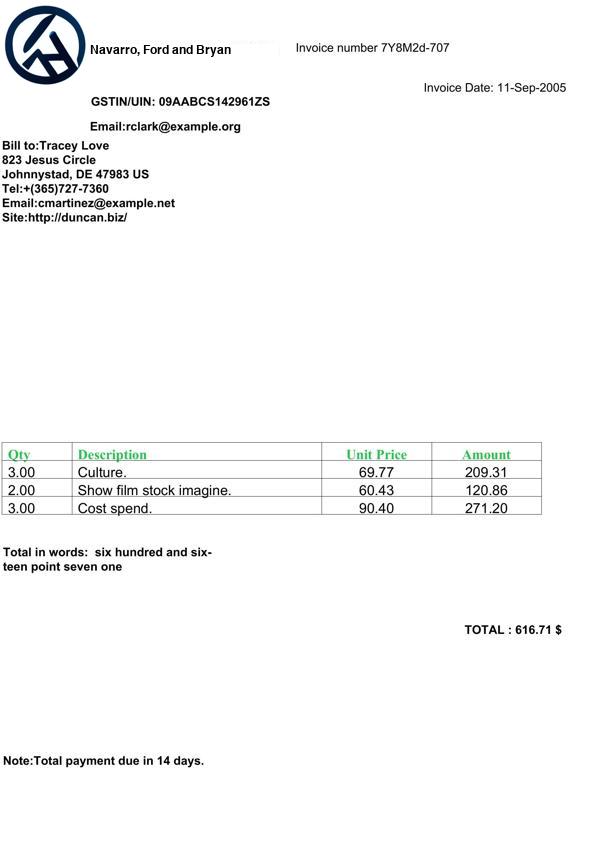 Navarro, Ford and Bryan
Invoice number 7Y8M2d-707
Invoice Date: 11-Sep-2005
GSTIN/UIN: 09AABCS142961ZS
Email:rclark@example.org
Bill to:Tracey Love
823 Jesus Circle
Johnnystad, DE 47983 US
Tel:+(365)727-7360
Email:cmartinez@example.net
Site:http://duncan.biz/
Qty Description Unit Price Amount
3.00 Culture. 69.77 209.31
2.00 Show film stock imagine. 60.43 120.86
3.00 Cost spend. 90.40 271.20
Total in words: six hundred and six-
teen point seven one
TOTAL : 616.71 $
Note:Total payment due in 14 days.